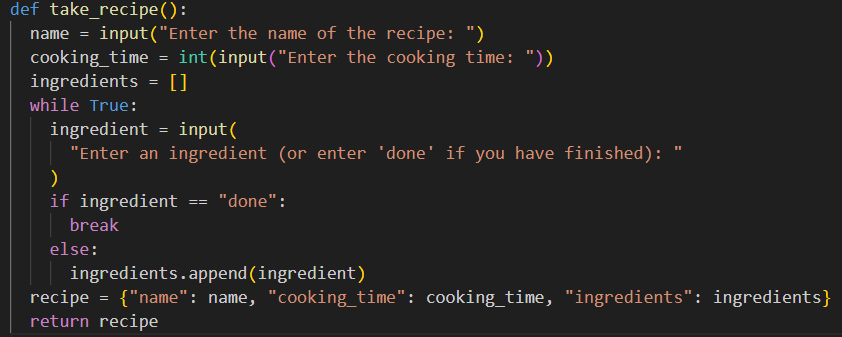 def take_recipe():
  name = input("Enter the name of the recipe: ")
  cooking_time = int(input("Enter the cooking time: "))
  ingredients = []
  while True:
    ingredient = input(
      "Enter an ingredient (or enter 'done' if you have finished): "
    )
    if ingredient == "done":
      break
    else:
      ingredients.append(ingredient)
  recipe = {"name": name, "cooking_time": cooking_time, "ingredients": ingredients}
  return recipe